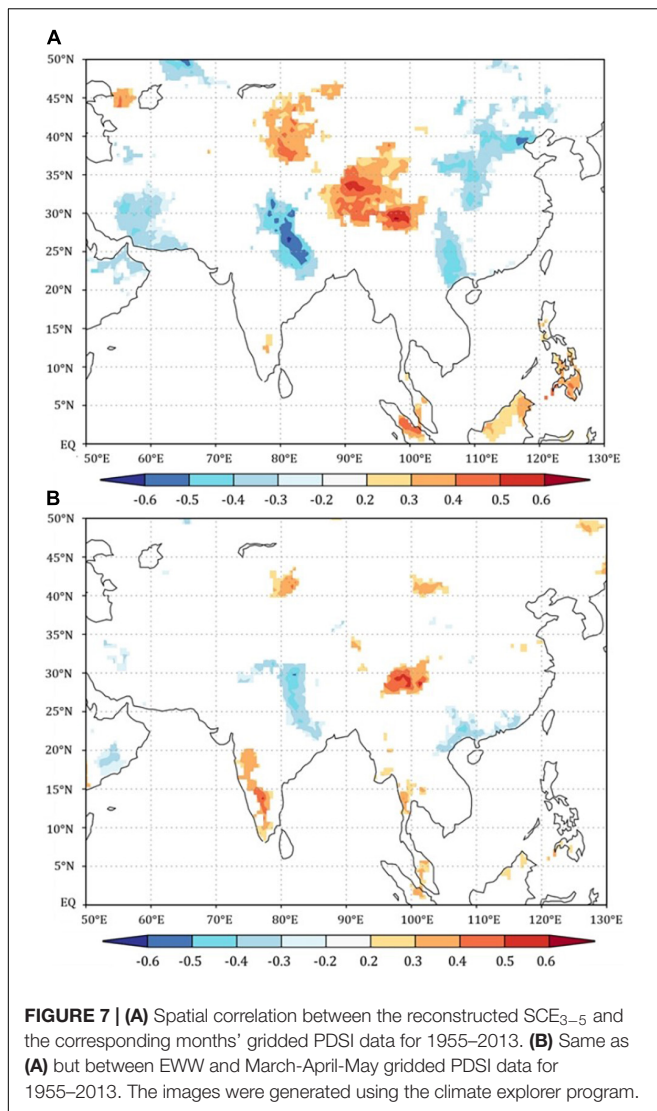 A
50°N
45°N
40°N
35°N
30°N
25°N
20°N
15°N
10°N
5°N
EQ
50°E 60°E 70°E 80°E 90°E 100°E 110°E 120°E 130°E
-0.6 -0.5 -0.4 -0.3 -0.2 0.2 0.3 0.4 0.5 0.6
B
50°N
45°N
40°N
35°N
30°N
25°N
20°N
15°N
10°N
5°N
EQ
50°E 60°E 70°E 80°E 90°E 100°E 110°E 120°E 130°E
-0.6 -0.5 -0.4 -0.3 -0.2 0.2 0.3 0.4 0.5 0.6
FIGURE 7 | (A) Spatial correlation between the reconstructed SCE3–5 and
the corresponding months' gridded PDSI data for 1955–2013. (B) Same as
(A) but between EWW and March-April-May gridded PDSI data for
1955–2013. The images were generated using the climate explorer program.